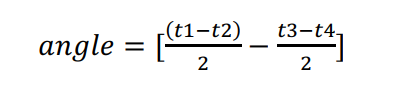 angle = [(t1−t2)/2 − t3−t4/2]